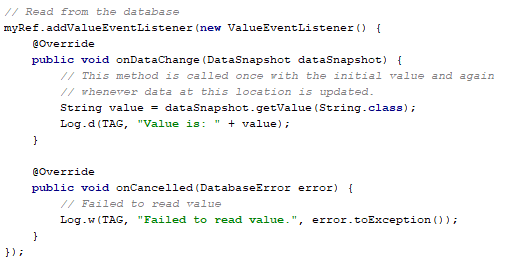 // Read from the database
myRef.addValueEventListener(new ValueEventListener() {
    @Override
    public void onDataChange(DataSnapshot dataSnapshot) {
        // This method is called once with the initial value and again
        // whenever data at this location is updated.
        String value = dataSnapshot.getValue(String.class);
        Log.d(TAG, "Value is: " + value);
    }

    @Override
    public void onCancelled(DatabaseError error) {
        // Failed to read value
        Log.w(TAG, "Failed to read value.", error.toException());
    }
});